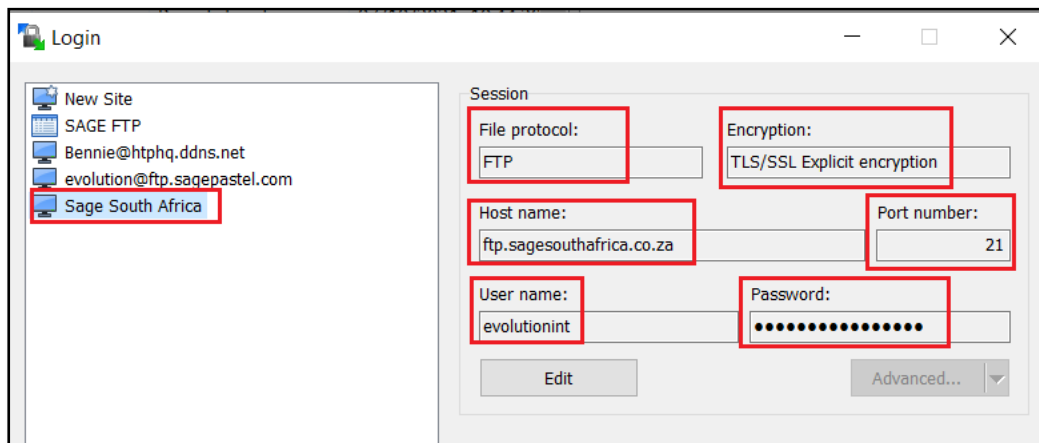 Login
New Site
SAGE FTP
Bennie@htphq.ddns.net
evolution@ftp.sagepastel.com
Sage South Africa
Session
File protocol: Encryption:
FTP TLS/SSL Explicit encryption
Host name: Port number:
ftp.sagesouthafrica.co.za 21
User name: Password:
evolutionint ••••••••••••••••
Edit Advanced...